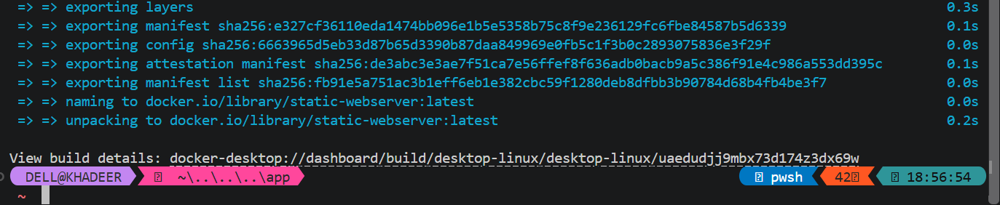 => => exporting layers 0.3s
=> => exporting manifest sha256:e327cf36110eda1474bb096e1b5e5358b75c8f9e236129fc6fbe84587b5d6339 0.1s
=> => exporting config sha256:6663965d5eb33d87b65d3390b87daa849969e0fb5c1f3b0c2893075836e3f29f 0.0s
=> => exporting attestation manifest sha256:de3abc3e3ae7f51ca7e56ffef8f636adb0bacb9a5c386f91e4c986a553dd395c 0.1s
=> => exporting manifest list sha256:fb91e5a751ac3b1eff6eb1e382cbc59f1280deb8dfbb3b90784d68b4fb4be3f7 0.0s
=> => naming to docker.io/library/static-webserver:latest 0.0s
=> => unpacking to docker.io/library/static-webserver:latest 0.2s
View build details: docker-desktop://dashboard/build/desktop-linux/desktop-linux/uaedudjj9mbx73d174z3dx69w
DELL@KHADEER ~\..\..\..\app pwsh 42 18:56:54
~